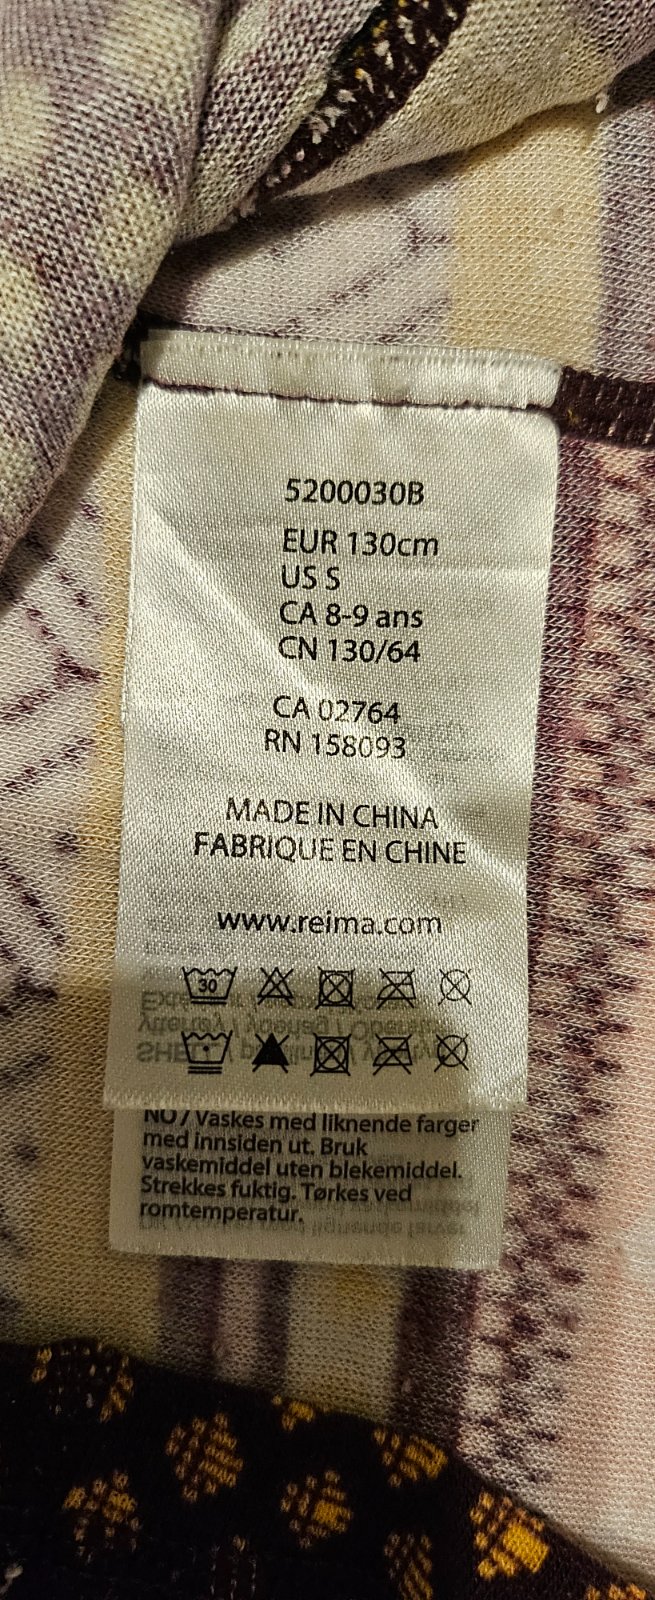 5200030B
EUR 130cm
US S
CA 8-9 ans
CN 130/64
CA 02764
RN 158093
MADE IN CHINA
FABRIQUE EN CHINE
www.reima.com
30
NO / Vaskes med liknende farger
med innsiden ut. Bruk
vaskemiddel uten blekemiddel.
Strekkes fuktig. Tørkes ved
romtemperatur.